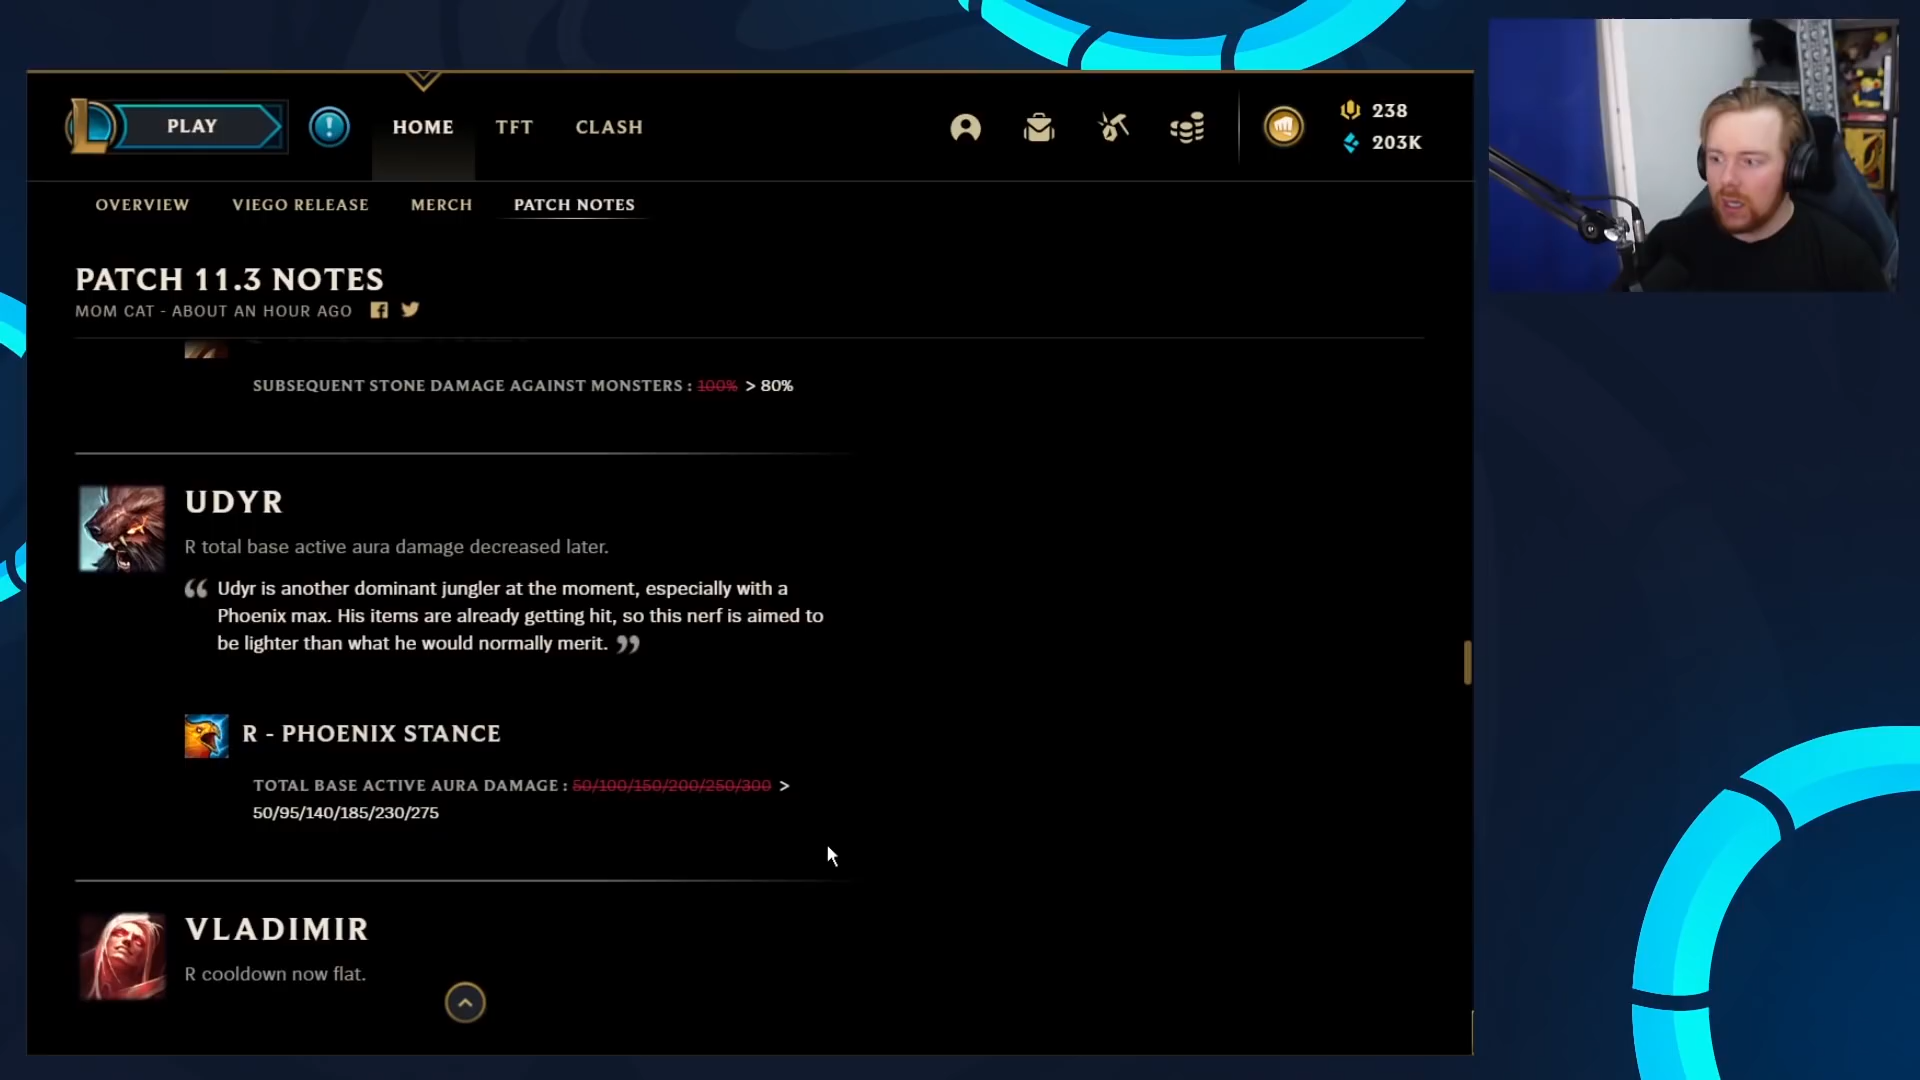 PLAY
HOME
TFT
CLASH
238
203K
OVERVIEW
VIEGO RELEASE
MERCH
PATCH NOTES
PATCH 11.3 NOTES
MOM CAT - ABOUT AN HOUR AGO
SUBSEQUENT STONE DAMAGE AGAINST MONSTERS : 100% > 80%
UDYR
R total base active aura damage decreased later.
“ Udyr is another dominant jungler at the moment, especially with a
Phoenix max. His items are already getting hit, so this nerf is aimed to
be lighter than what he would normally merit. ”
R - PHOENIX STANCE
TOTAL BASE ACTIVE AURA DAMAGE : 50/100/150/200/250/300 >
50/95/140/185/230/275
VLADIMIR
R cooldown now flat.